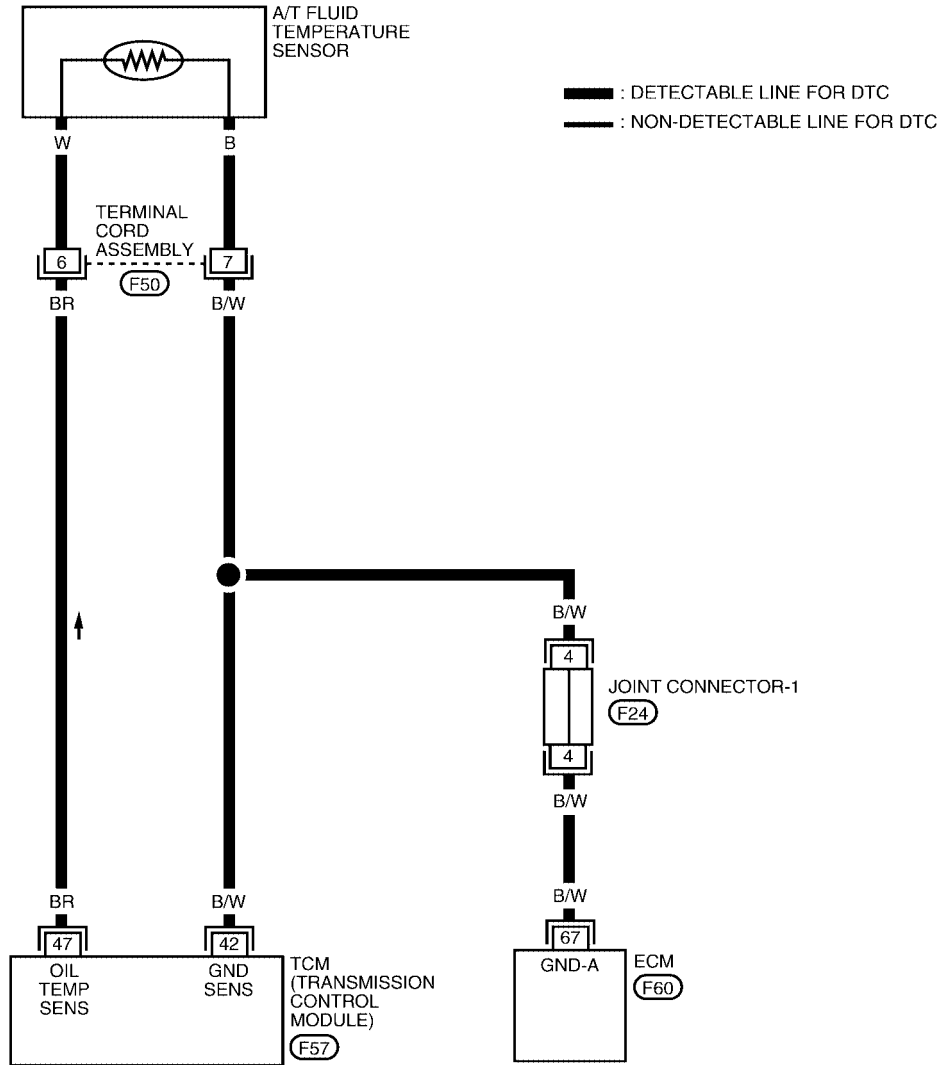 A/T FLUID
TEMPERATURE
SENSOR
: DETECTABLE LINE FOR DTC
: NON-DETECTABLE LINE FOR DTC
W
B
TERMINAL
CORD
ASSEMBLY
6
7
F50
BR
B/W
B/W
4
JOINT CONNECTOR-1
F24
4
B/W
BR
B/W
B/W
47
42
67
OIL
TEMP
SENS
GND
SENS
TCM
(TRANSMISSION
CONTROL
MODULE)
F57
GND-A
ECM
F60